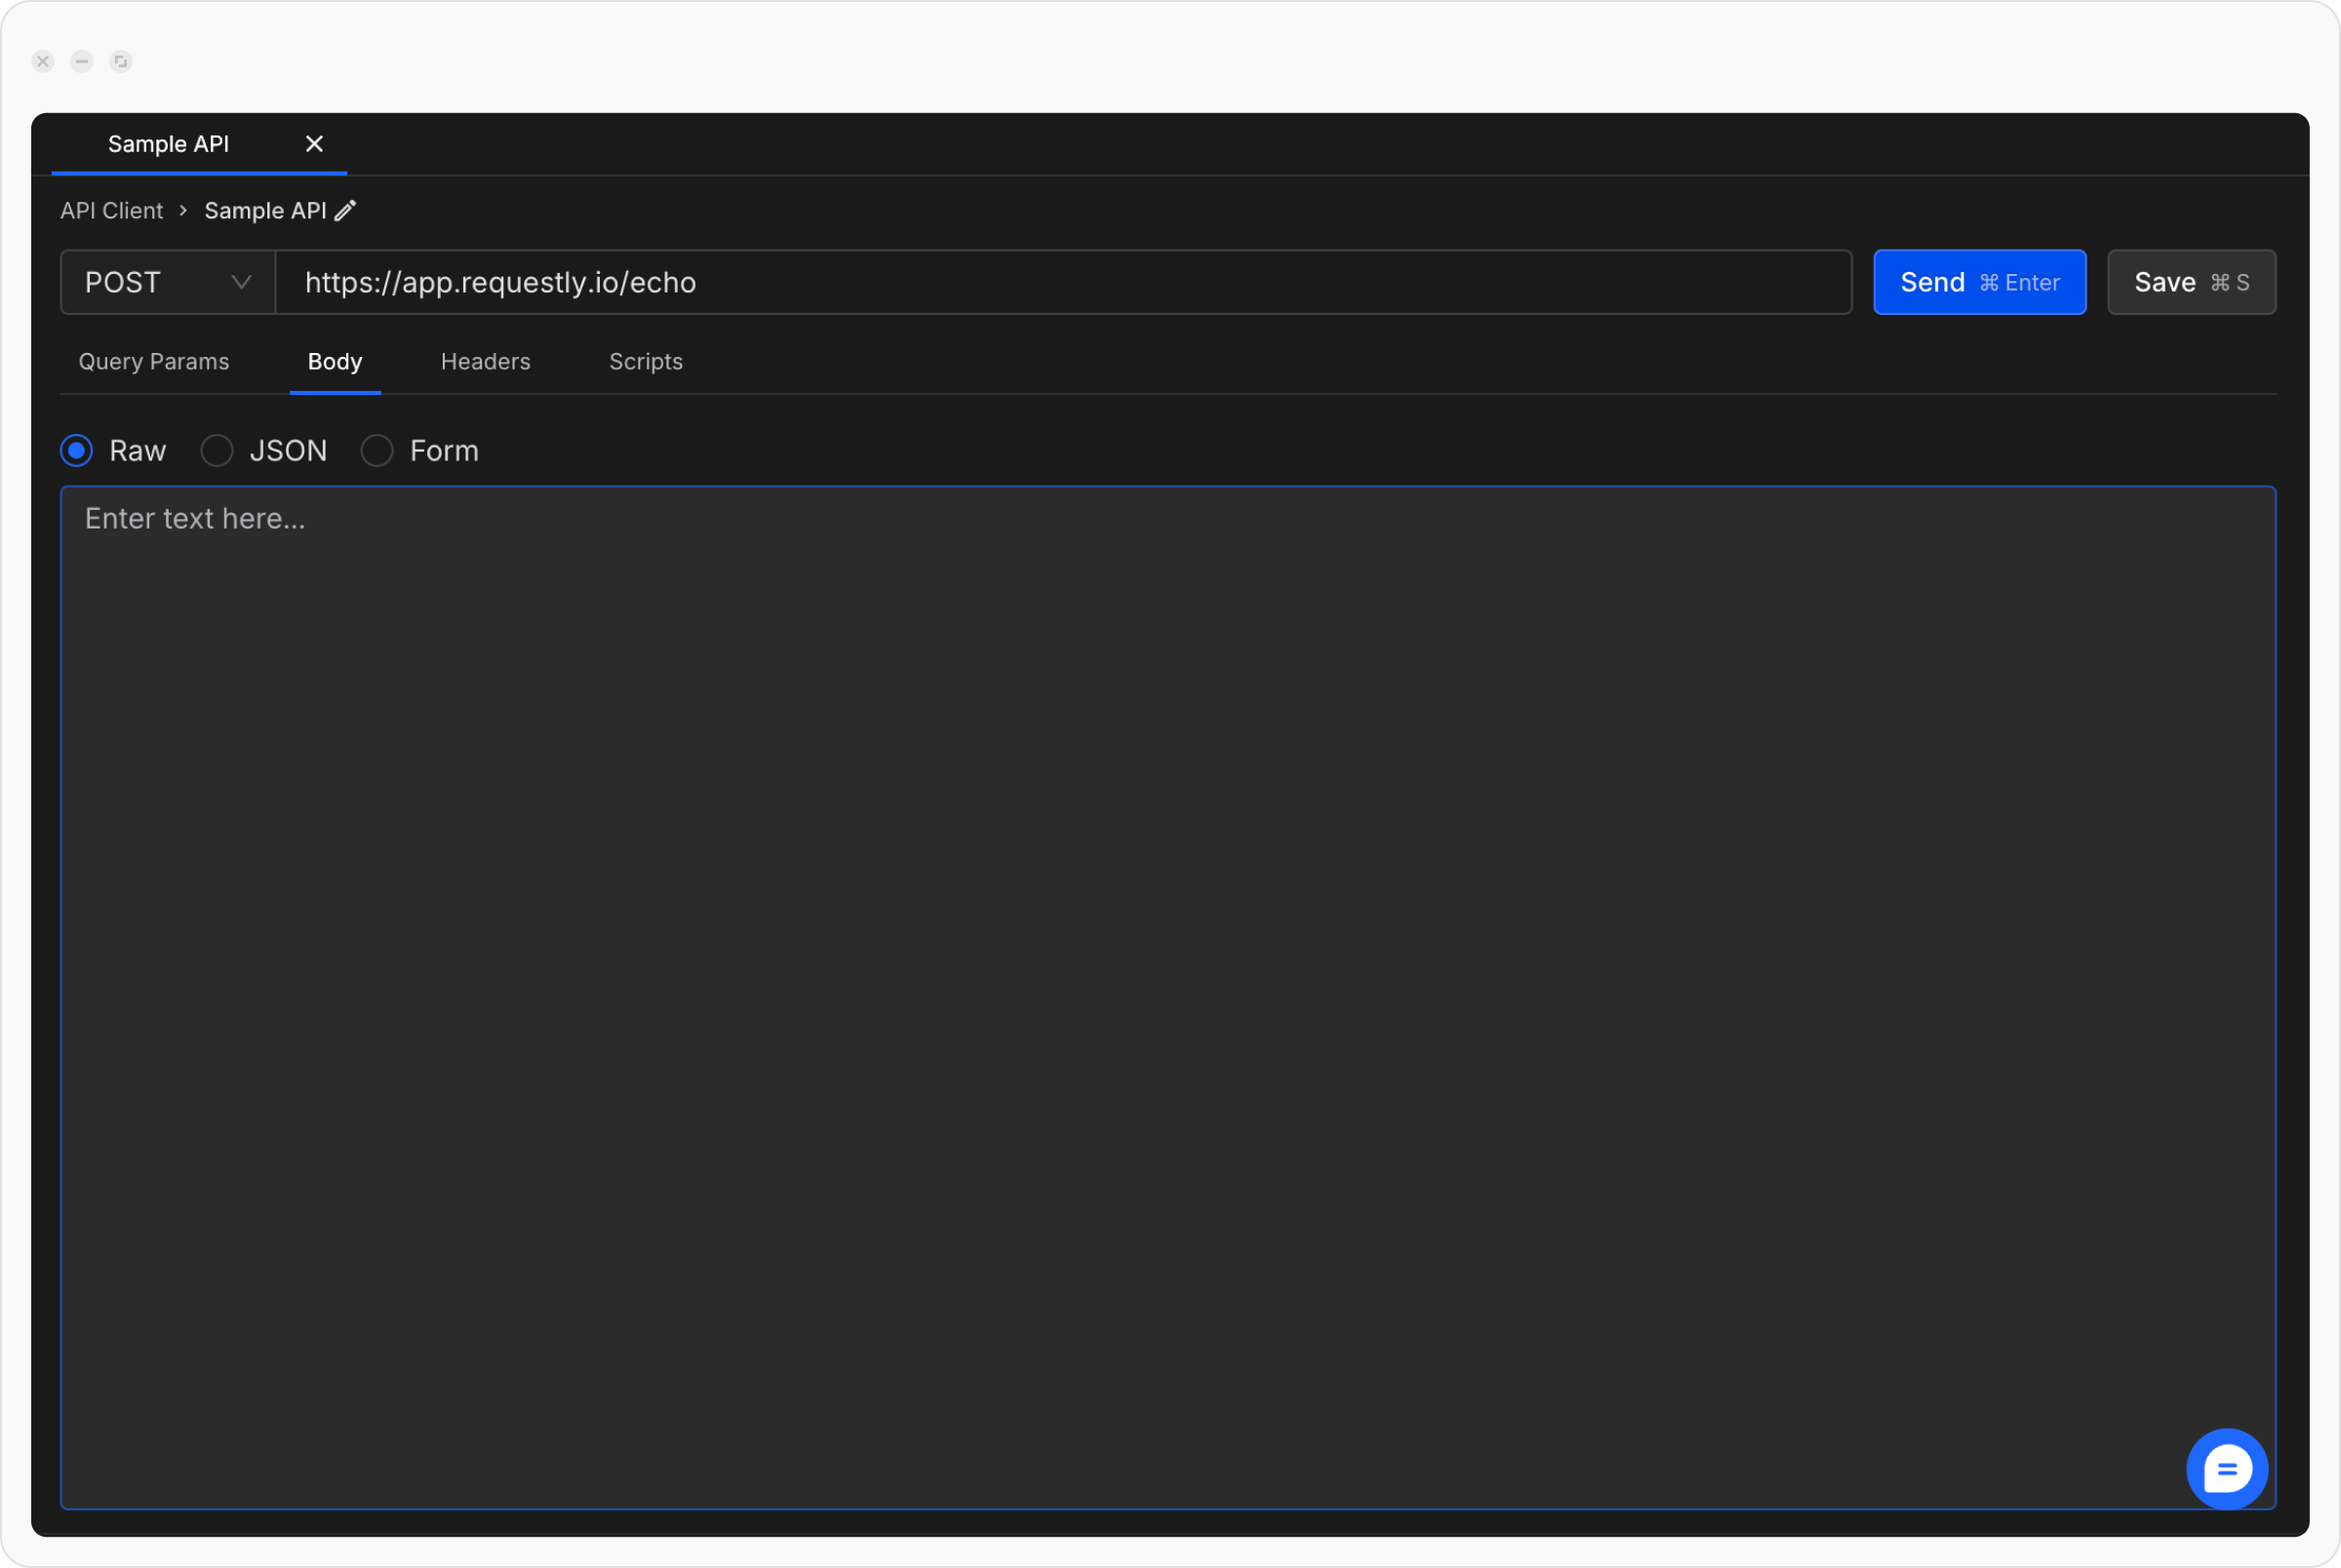 Sample API
API Client > Sample API
POST https://app.requestly.io/echo Send ⌘ Enter Save ⌘ S
Query Params Body Headers Scripts
Raw JSON Form
Enter text here...